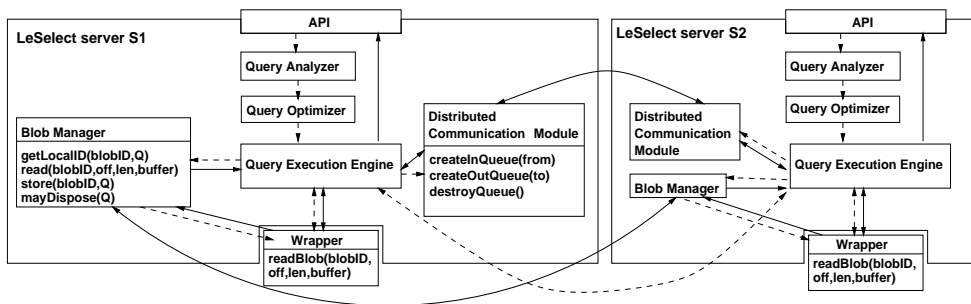 API
LeSelect server S1
Query Analyzer
Query Optimizer
Blob Manager
getLocalID(blobID,Q)
read(blobID,off,len,buffer)
store(blobID,Q)
mayDispose(Q)
Query Execution Engine
Distributed
Communication Module
createInQueue(from)
createOutQueue(to)
destroyQueue()
Wrapper
readBlob(blobID,
off,len,buffer)
API
LeSelect server S2
Query Analyzer
Query Optimizer
Distributed
Communication
Module
Query Execution Engine
Blob Manager
Wrapper
readBlob(blobID,
off,len,buffer)